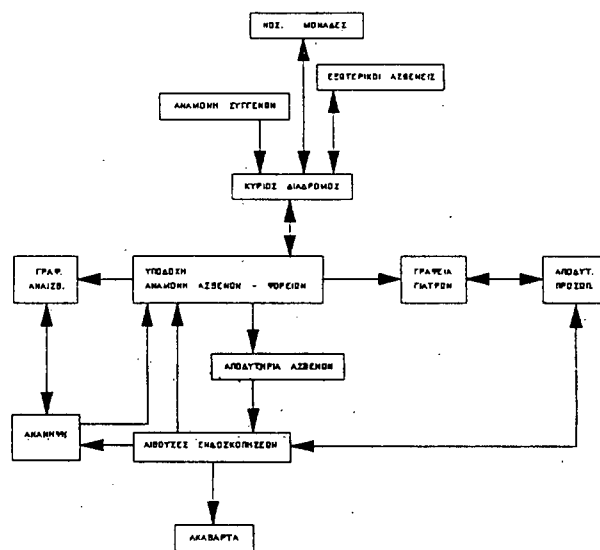 ΝΟΣ. ΜΟΝΑΔΕΣ
ΕΞΩΤΕΡΙΚΟΙ ΑΣΘΕΝΕΙΣ
ΑΝΑΜΟΝΗ ΣΥΓΓΕΝΩΝ
ΚΥΡΙΟΣ ΔΙΑΔΡΟΜΟΣ
ΓΡΑΦ.
ΑΝΑΙΣΘ.
ΥΠΟΔΟΧΗ
ΑΝΑΜΟΝΗ ΑΣΘΕΝΩΝ - ΦΟΡΕΙΩΝ
ΓΡΑΦΕΙΑ
ΓΙΑΤΡΩΝ
ΑΠΟΔΥΤ.
ΠΡΟΣΩΠ.
ΑΠΟΔΥΤΗΡΙΑ ΑΣΘΕΝΩΝ
ΑΝΑΝΗΨΗ
ΑΙΘΟΥΣΕΣ ΕΝΔΟΣΚΟΠΗΣΕΩΝ
ΑΚΑΘΑΡΤΑ